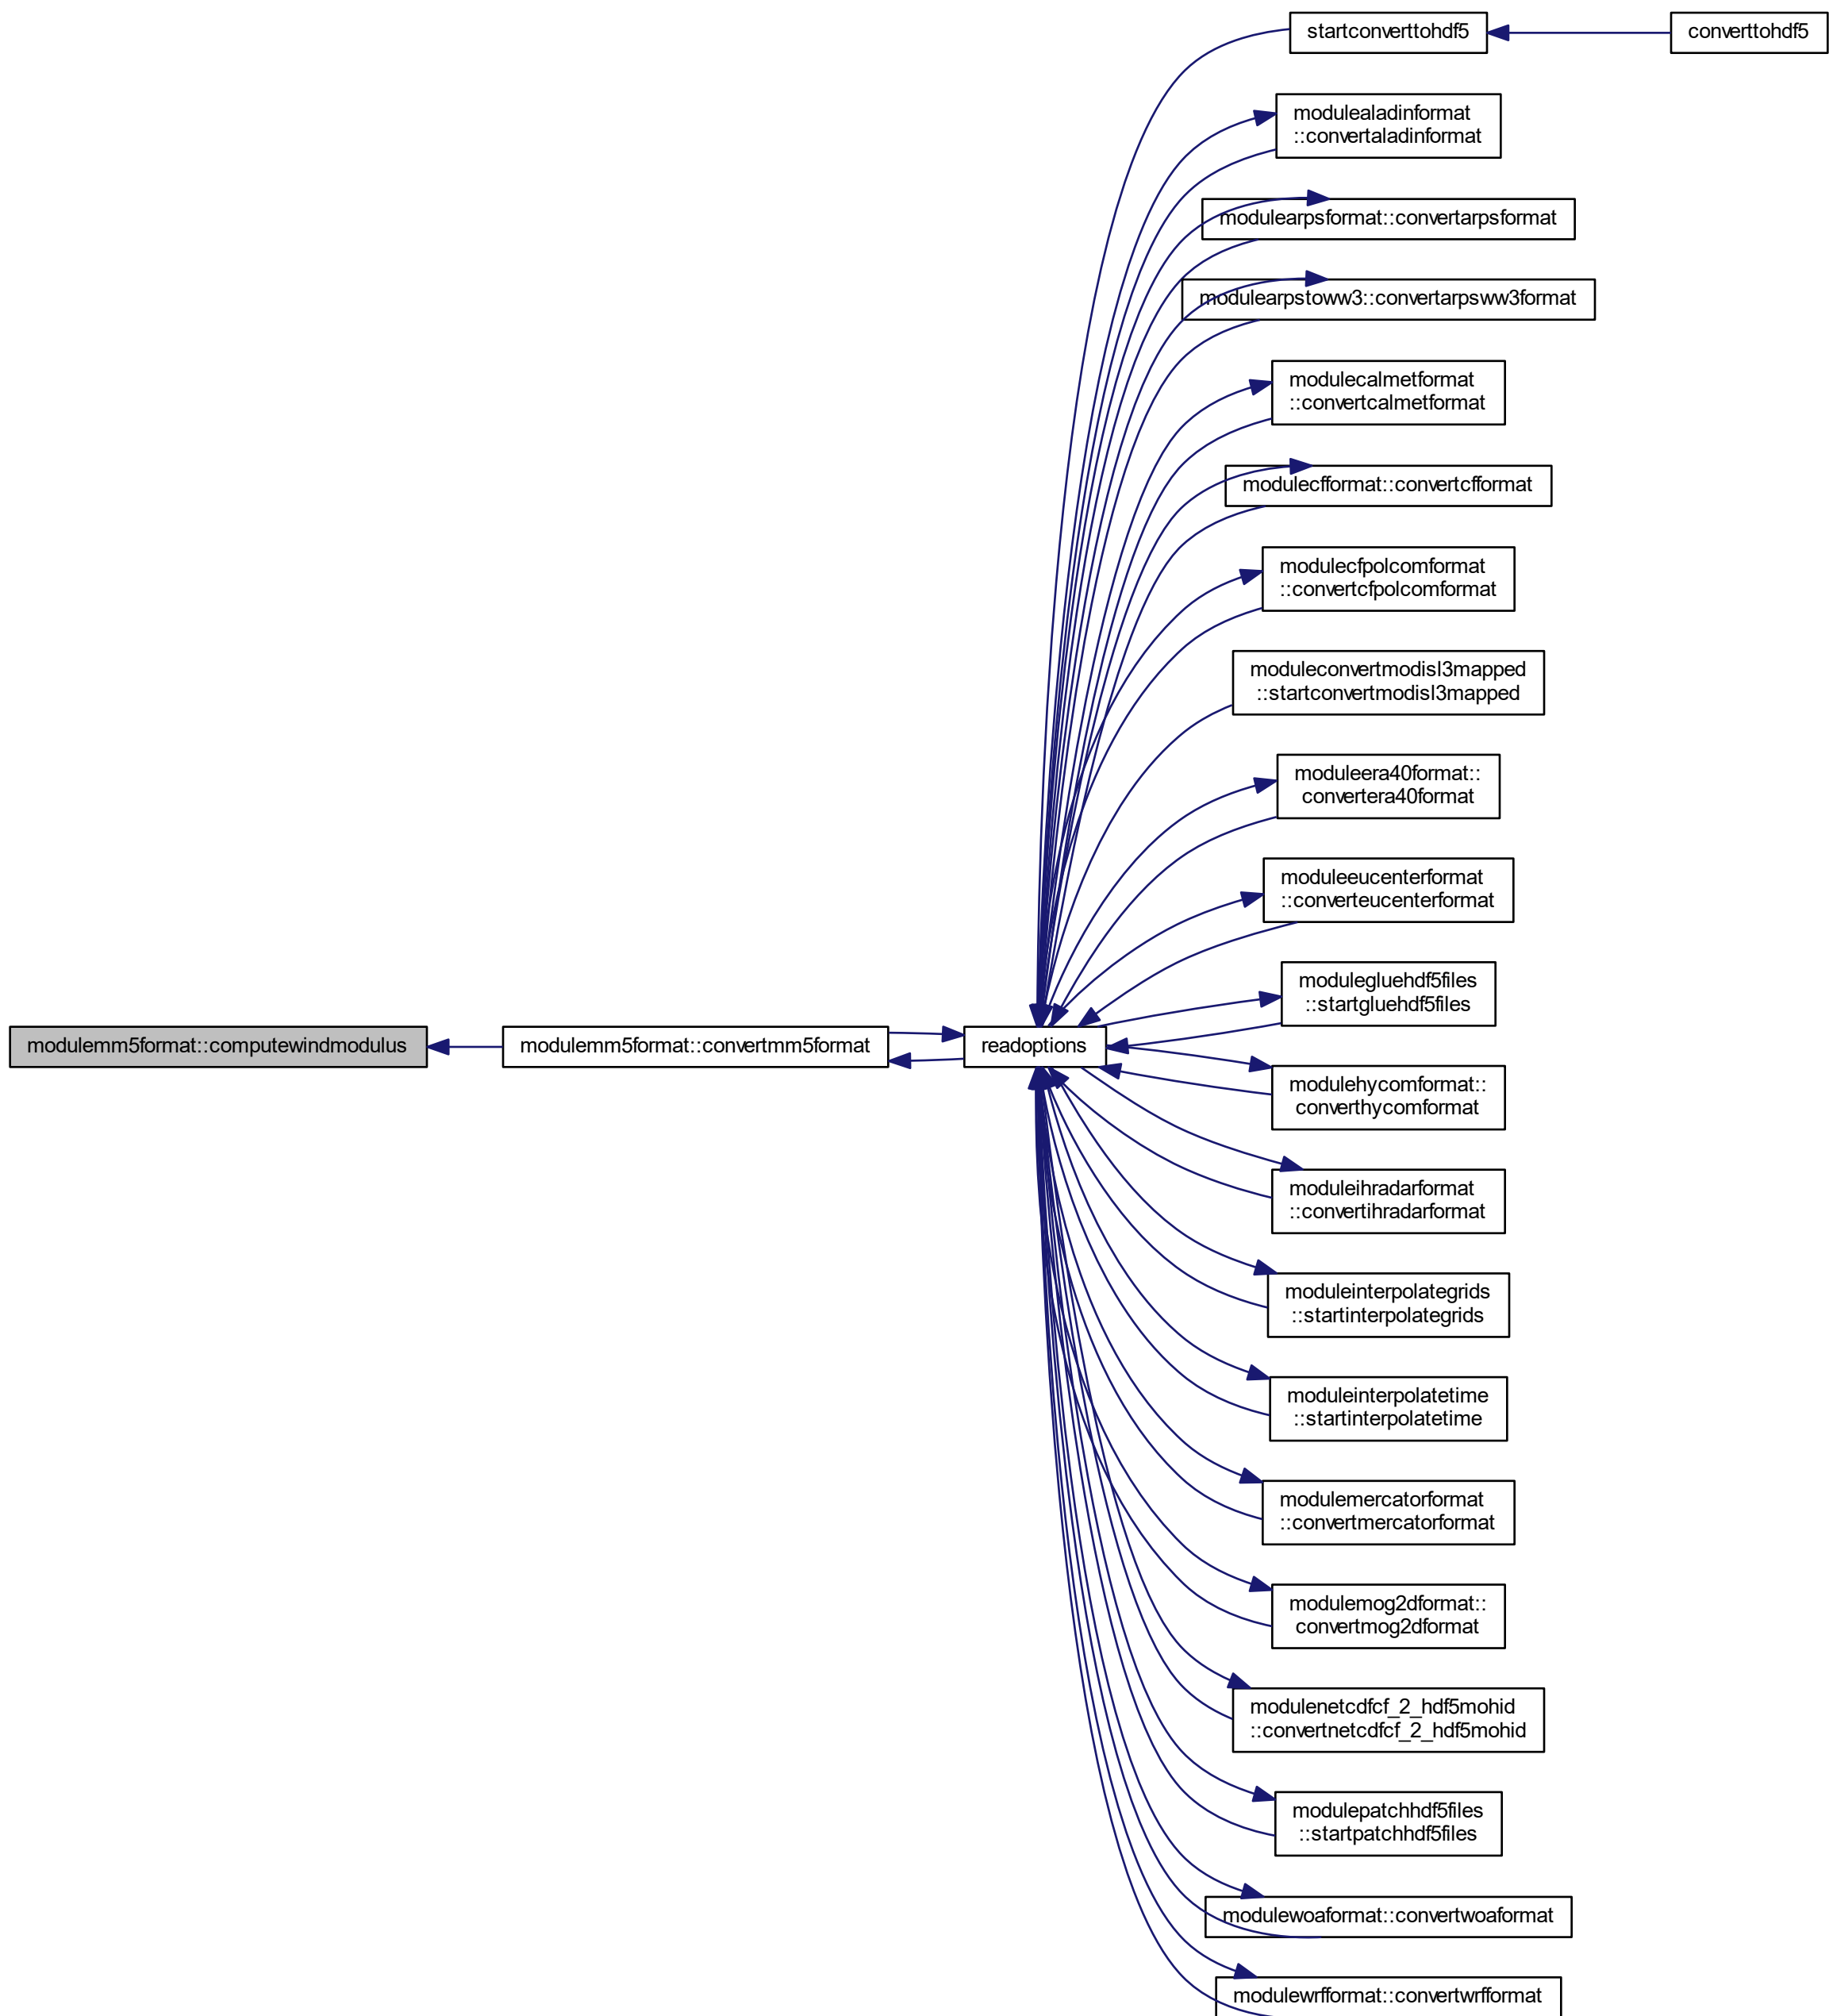 startconverttohdf5
converttohdf5
modulealadinformat
::convertaladinformat
modulearpsformat::convertarpsformat
modulearpstoww3::convertarpsww3format
modulecalmetformat
::convertcalmetformat
modulecfformat::convertcfformat
modulecfpolcomformat
::convertcfpolcomformat
moduleconvertmodisl3mapped
::startconvertmodisl3mapped
moduleera40format::
convertera40format
moduleeucenterformat
::converteucenterformat
modulegluehdf5files
::startgluehdf5files
modulemm5format::computewindmodulus
modulemm5format::convertmm5format
readoptions
modulehycomformat::
converthycomformat
moduleihradarformat
::convertihradarformat
moduleinterpolategrids
::startinterpolategrids
moduleinterpolatetime
::startinterpolatetime
modulemercatorformat
::convertmercatorformat
modulemog2dformat::
convertmog2dformat
modulenetcdfcf_2_hdf5mohid
::convertnetcdfcf_2_hdf5mohid
modulepatchhdf5files
::startpatchhdf5files
modulewoaformat::convertwoaformat
modulewrfformat::convertwrfformat